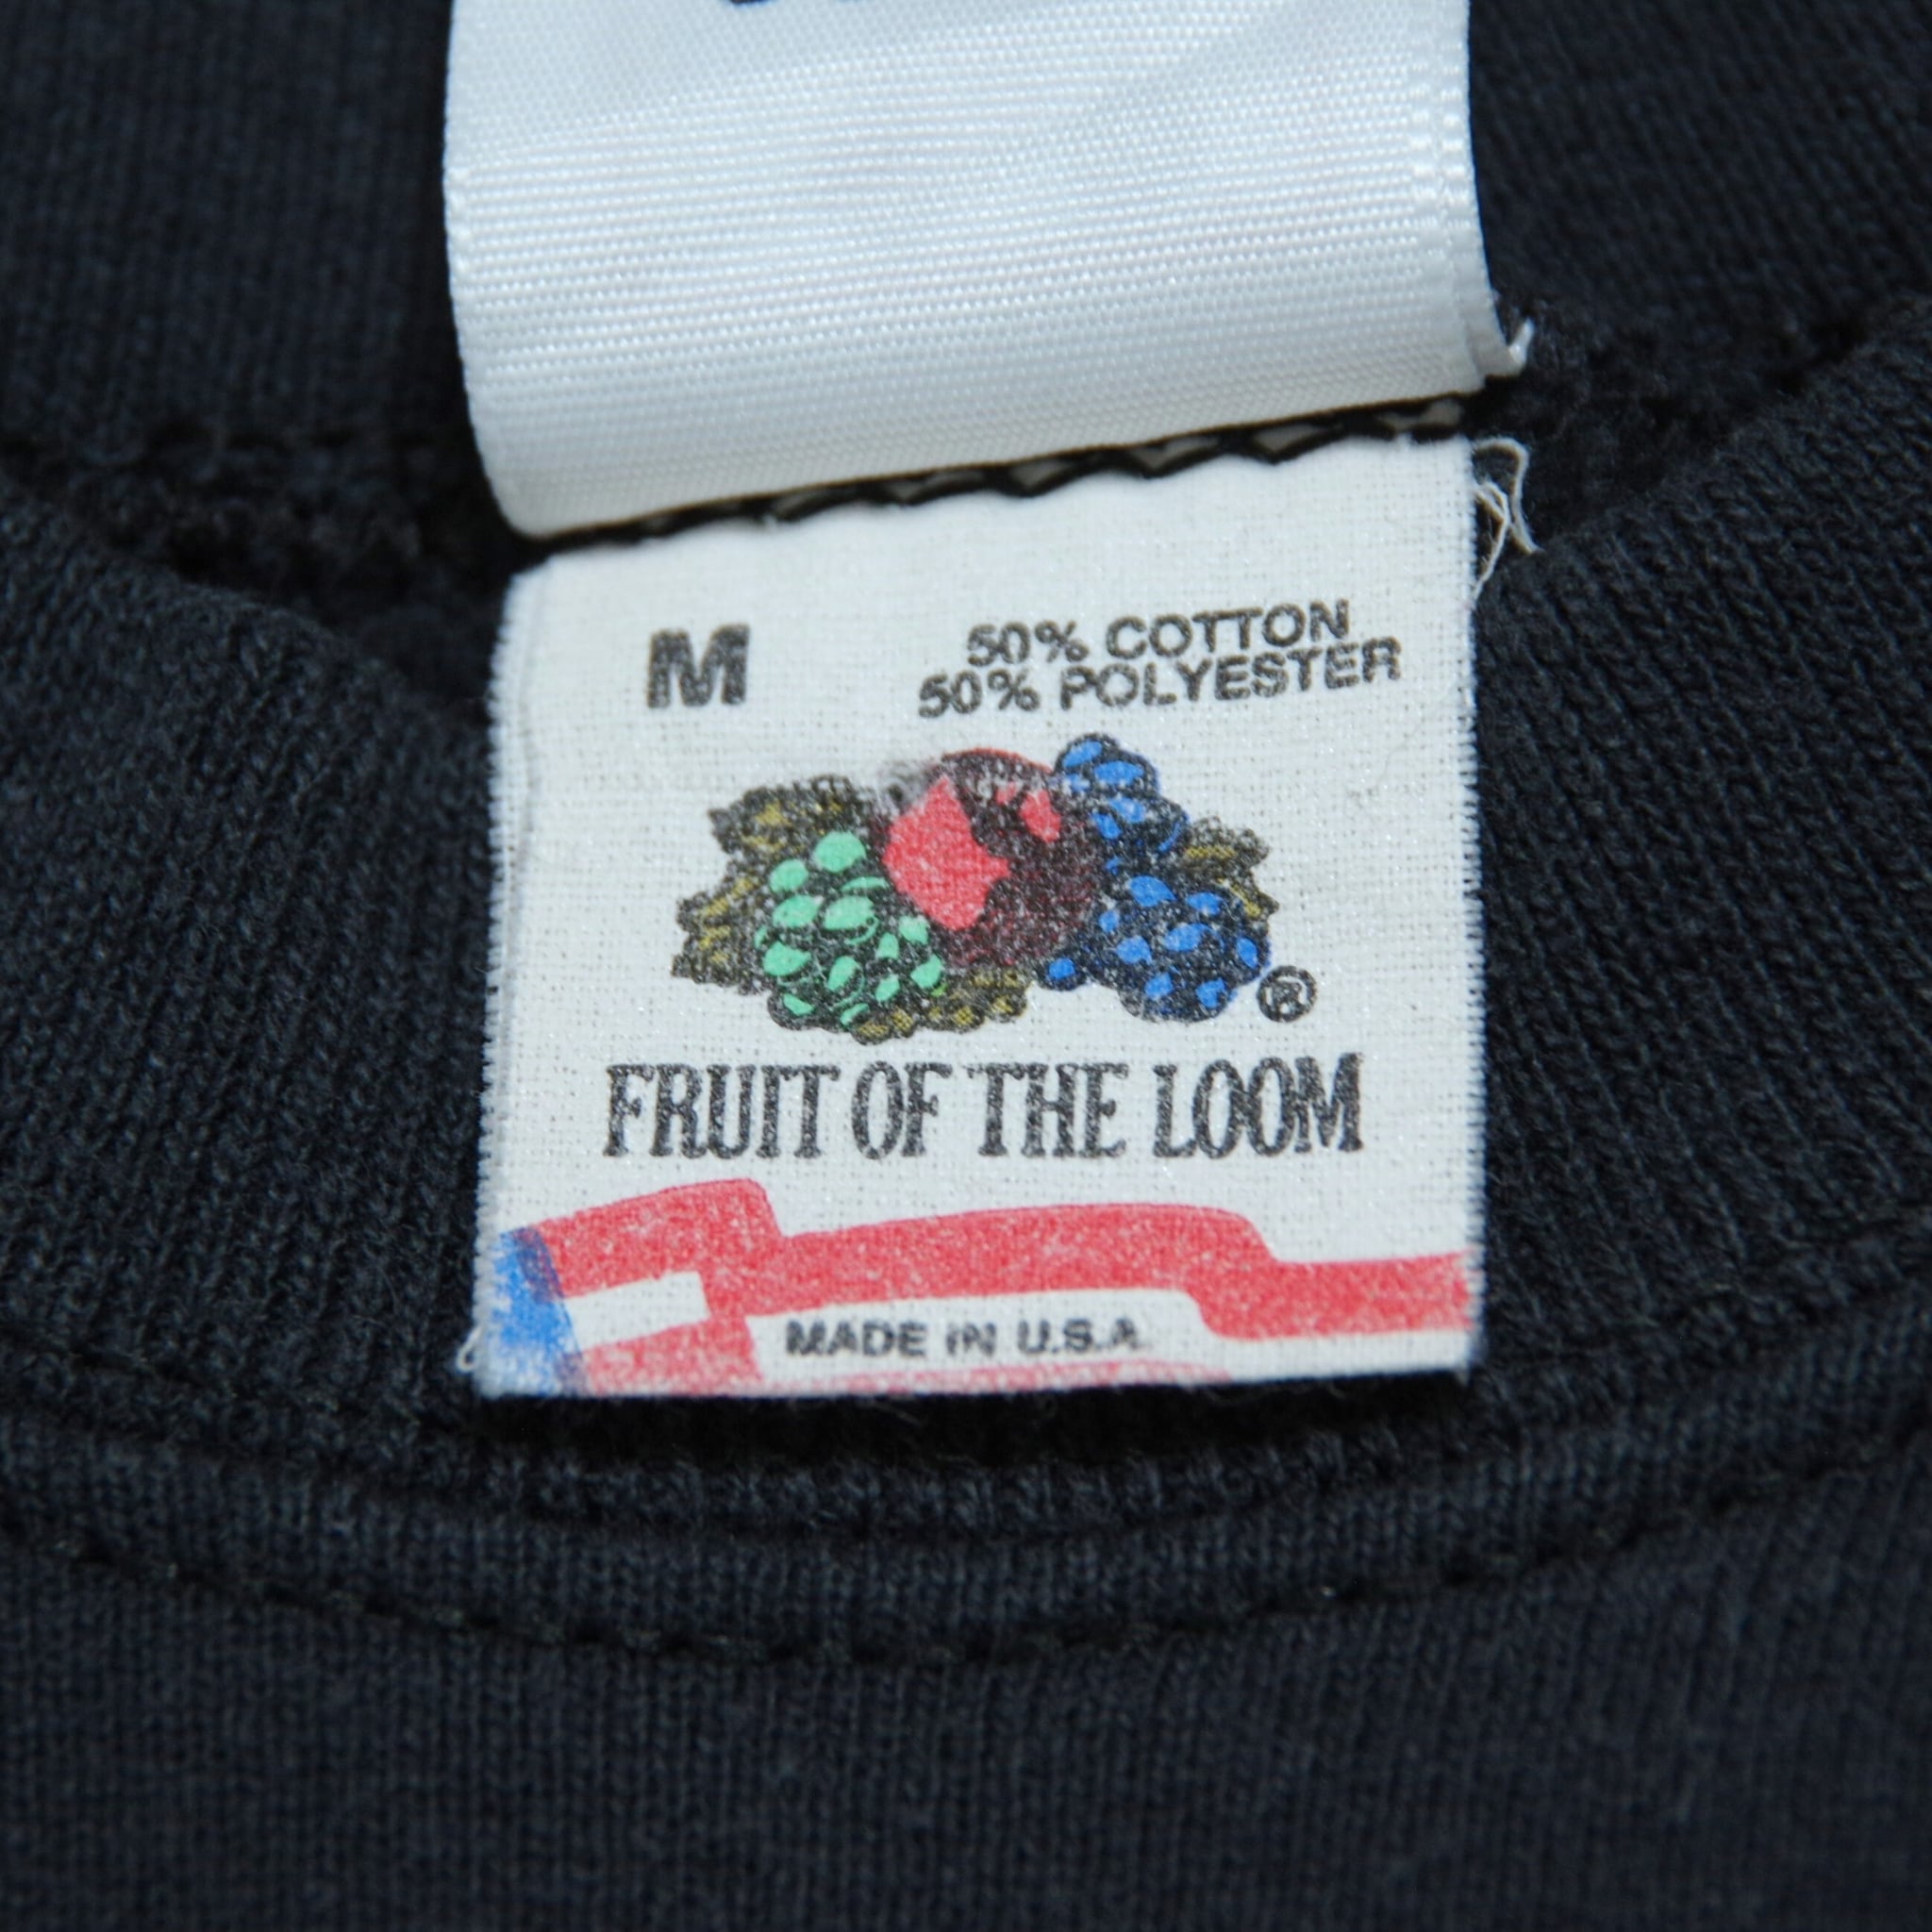 M
50% COTTON
50% POLYESTER
®
FRUIT OF THE LOOM
MADE IN U.S.A.